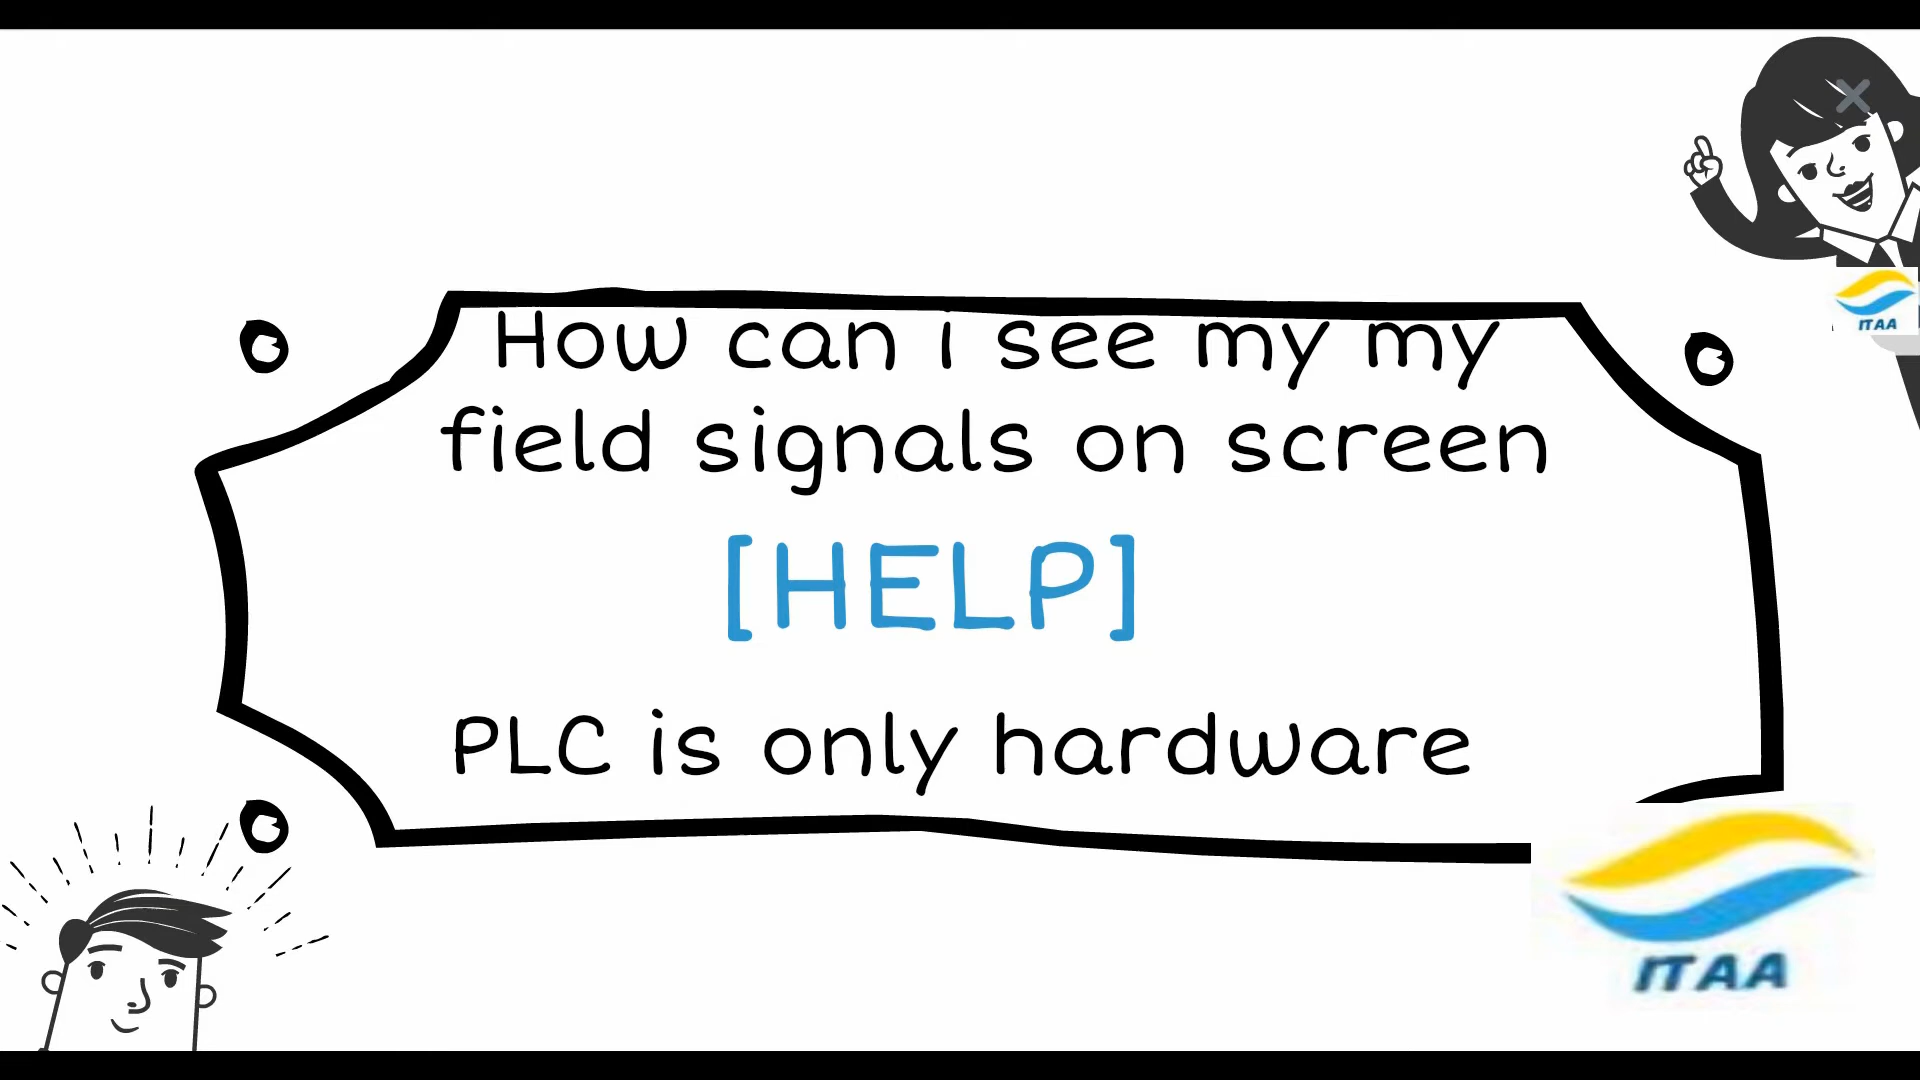 ITAA
How can i see my my
field signals on screen
[HELP]
PLC is only hardware
ITAA